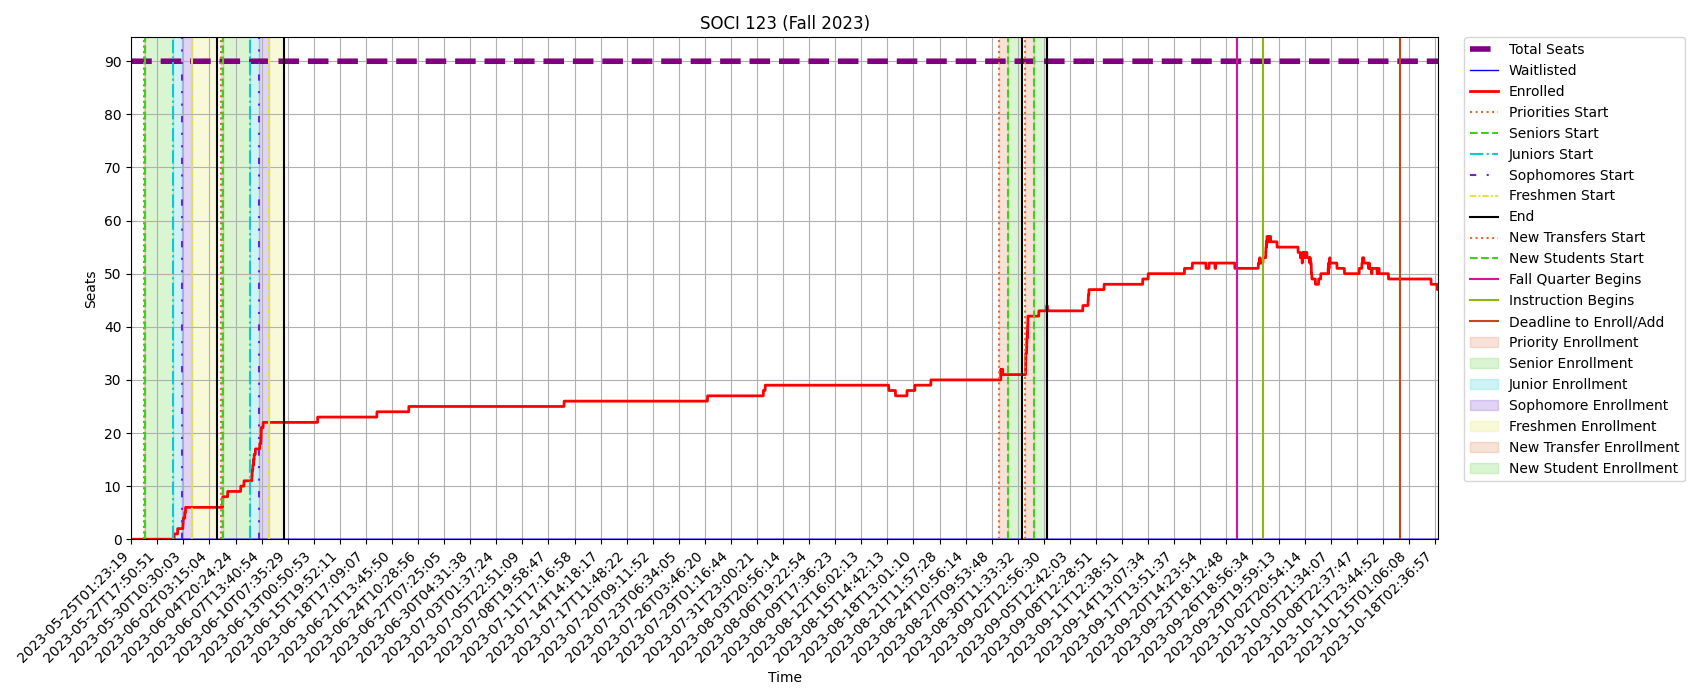 SOCI 123 (Fall 2023)
Seats
90
80
70
60
50
40
30
20
10
0
2023-05-25T01:23:19
2023-05-27T17:50:51
2023-05-30T10:30:03
2023-06-02T03:15:04
2023-06-04T20:24:24
2023-06-07T13:40:54
2023-06-10T07:35:29
2023-06-13T00:50:53
2023-06-15T19:52:11
2023-06-18T17:09:07
2023-06-21T13:45:50
2023-06-24T10:28:56
2023-06-27T07:25:05
2023-06-30T04:31:38
2023-07-03T01:37:24
2023-07-05T22:51:09
2023-07-08T19:58:47
2023-07-11T17:16:58
2023-07-14T14:18:17
2023-07-17T11:48:22
2023-07-20T09:11:52
2023-07-23T06:34:05
2023-07-26T03:46:20
2023-07-29T01:16:44
2023-07-31T23:00:21
2023-08-03T20:56:14
2023-08-06T19:22:54
2023-08-09T17:36:23
2023-08-12T16:02:13
2023-08-15T14:42:13
2023-08-18T13:01:10
2023-08-21T11:57:28
2023-08-24T10:56:14
2023-08-27T09:53:48
2023-08-30T11:33:32
2023-09-02T12:56:30
2023-09-05T12:42:03
2023-09-08T12:28:51
2023-09-11T12:38:51
2023-09-14T13:07:34
2023-09-17T13:51:37
2023-09-20T14:23:54
2023-09-23T18:12:48
2023-09-26T18:56:34
2023-09-29T19:59:13
2023-10-02T20:54:14
2023-10-05T21:34:07
2023-10-08T22:37:47
2023-10-11T23:44:52
2023-10-15T01:06:08
2023-10-18T02:36:57
Time
Total Seats
Waitlisted
Enrolled
Priorities Start
Seniors Start
Juniors Start
Sophomores Start
Freshmen Start
End
New Transfers Start
New Students Start
Fall Quarter Begins
Instruction Begins
Deadline to Enroll/Add
Priority Enrollment
Senior Enrollment
Junior Enrollment
Sophomore Enrollment
Freshmen Enrollment
New Transfer Enrollment
New Student Enrollment